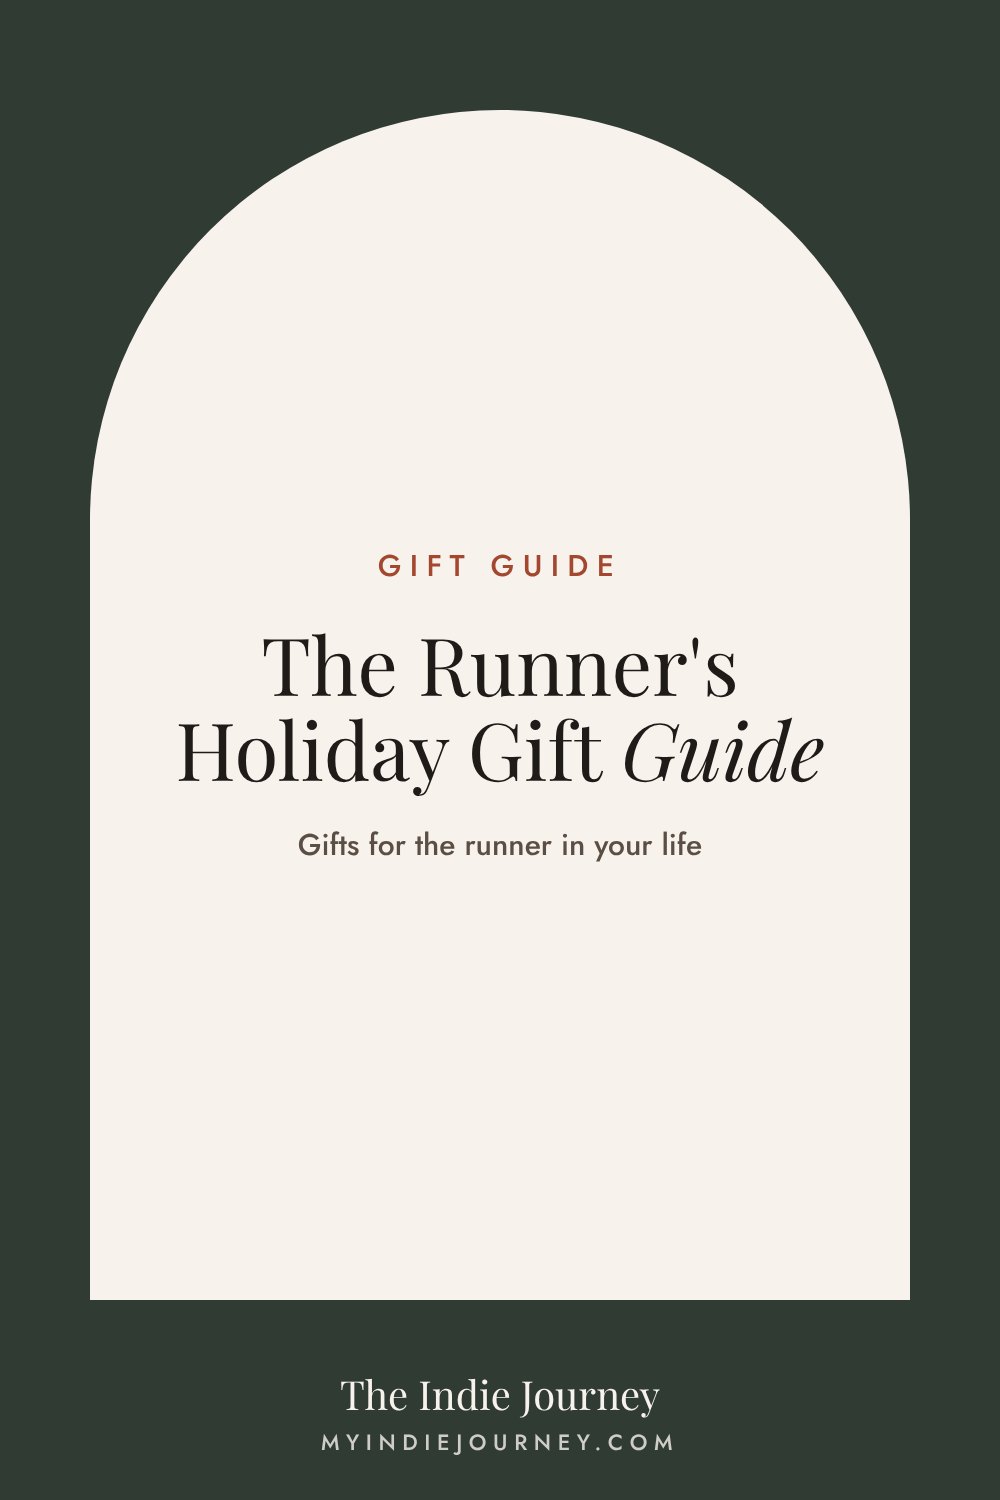 GIFT GUIDE
The Runner's
Holiday Gift Guide
Gifts for the runner in your life
The Indie Journey
MYINDIEJOURNEY.COM